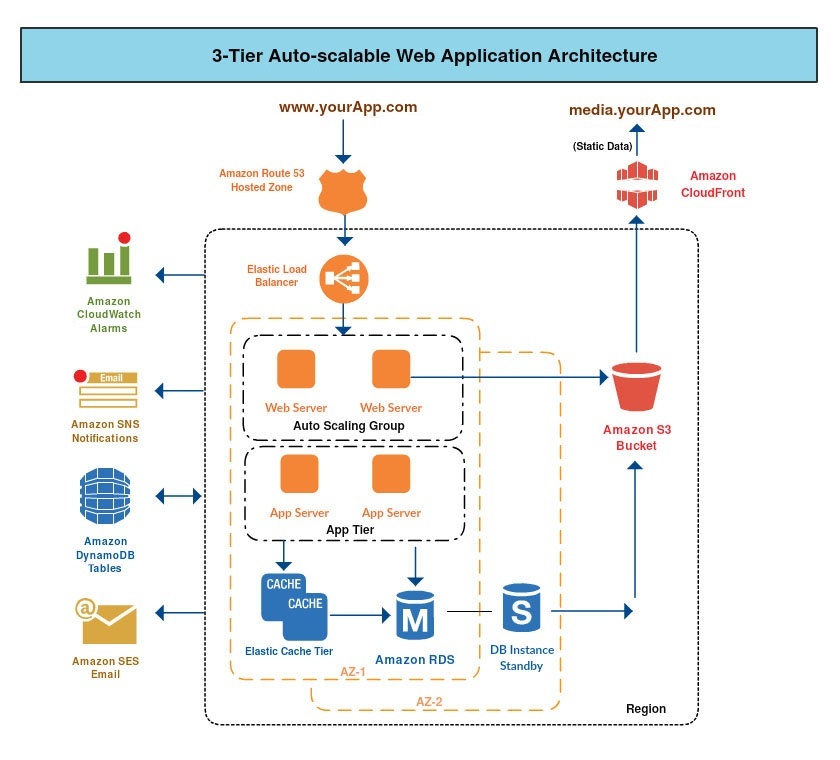 3-Tier Auto-scalable Web Application Architecture
www.yourApp.com
media.yourApp.com
(Static Data)
Amazon Route 53
Hosted Zone
Amazon
CloudFront
Elastic Load
Balancer
Amazon
CloudWatch
Alarms
Web Server
Web Server
Auto Scaling Group
Email
Amazon SNS
Notifications
Amazon S3
Bucket
App Server
App Server
App Tier
Amazon
DynamoDB
Tables
CACHE
CACHE
Elastic Cache Tier
M
Amazon RDS
S
DB Instance
Standby
@
Amazon SES
Email
AZ-1
AZ-2
Region